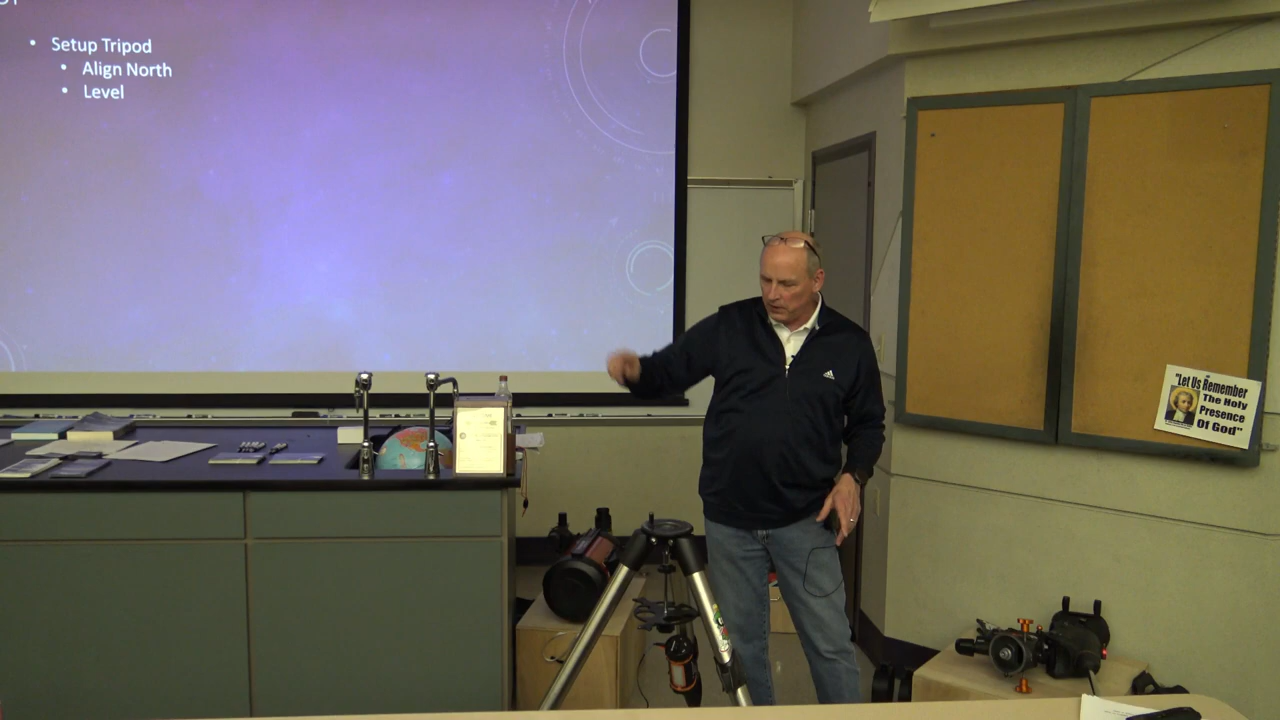 • Setup Tripod
• Align North
• Level
"Let Us Remember
The Holy
Presence
Of God"